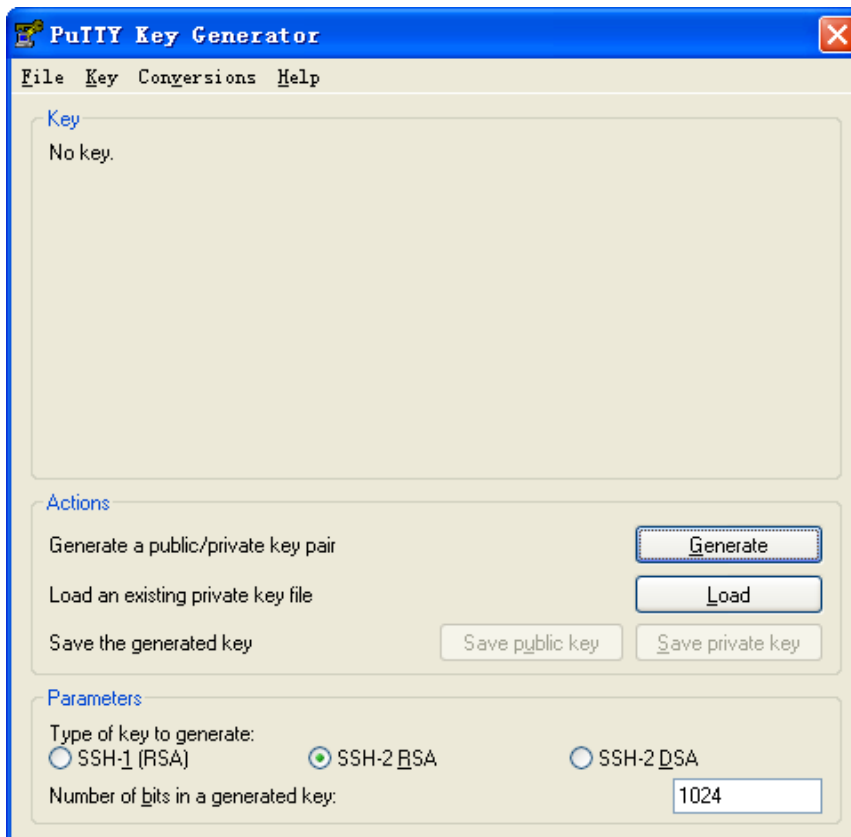 PuTTY Key Generator
File Key Conversions Help
Key
No key.
Actions
Generate a public/private key pair
Generate
Load an existing private key file
Load
Save the generated key
Save public key
Save private key
Parameters
Type of key to generate:
SSH-1 (RSA)
SSH-2 RSA
SSH-2 DSA
Number of bits in a generated key:
1024